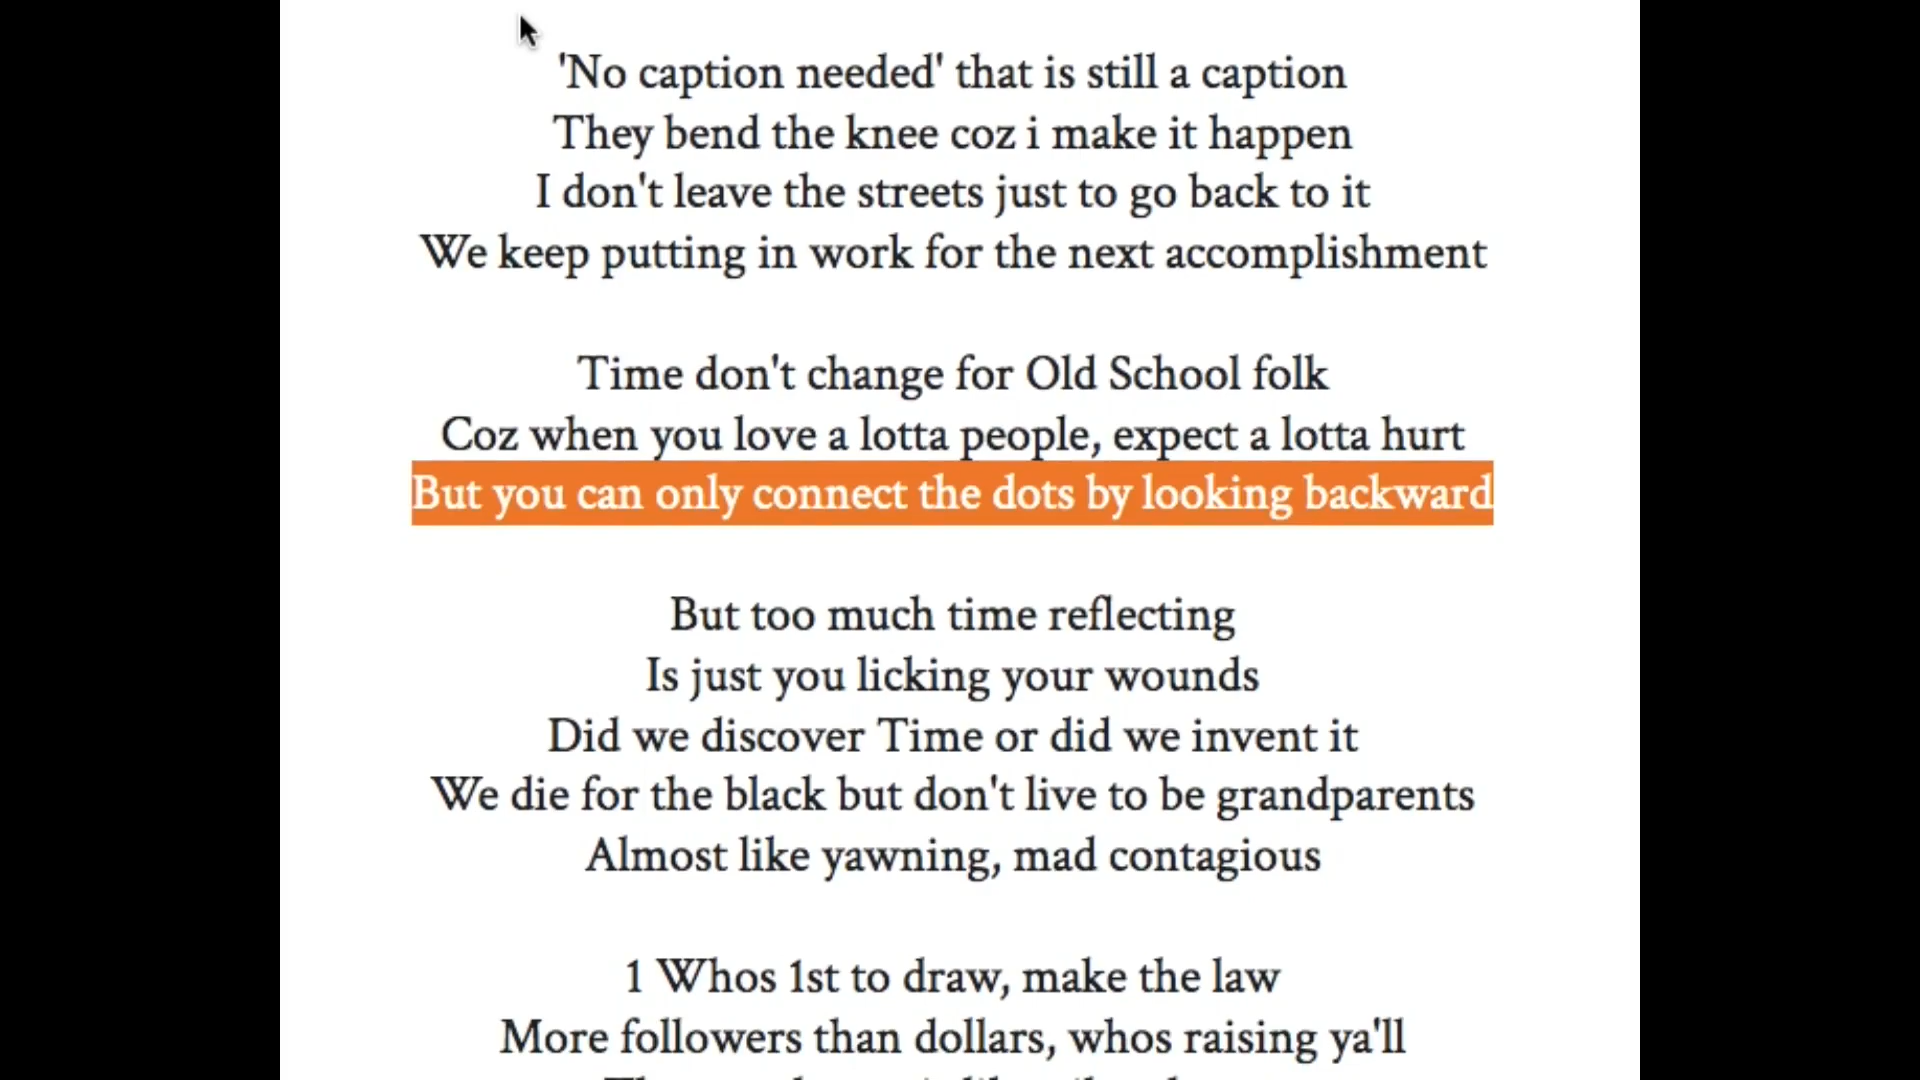 'No caption needed' that is still a caption
They bend the knee coz i make it happen
I don't leave the streets just to go back to it
We keep putting in work for the next accomplishment
Time don't change for Old School folk
Coz when you love a lotta people, expect a lotta hurt
But you can only connect the dots by looking backward
But too much time reflecting
Is just you licking your wounds
Did we discover Time or did we invent it
We die for the black but don't live to be grandparents
Almost like yawning, mad contagious
1 Whos 1st to draw, make the law
More followers than dollars, whos raising ya'll